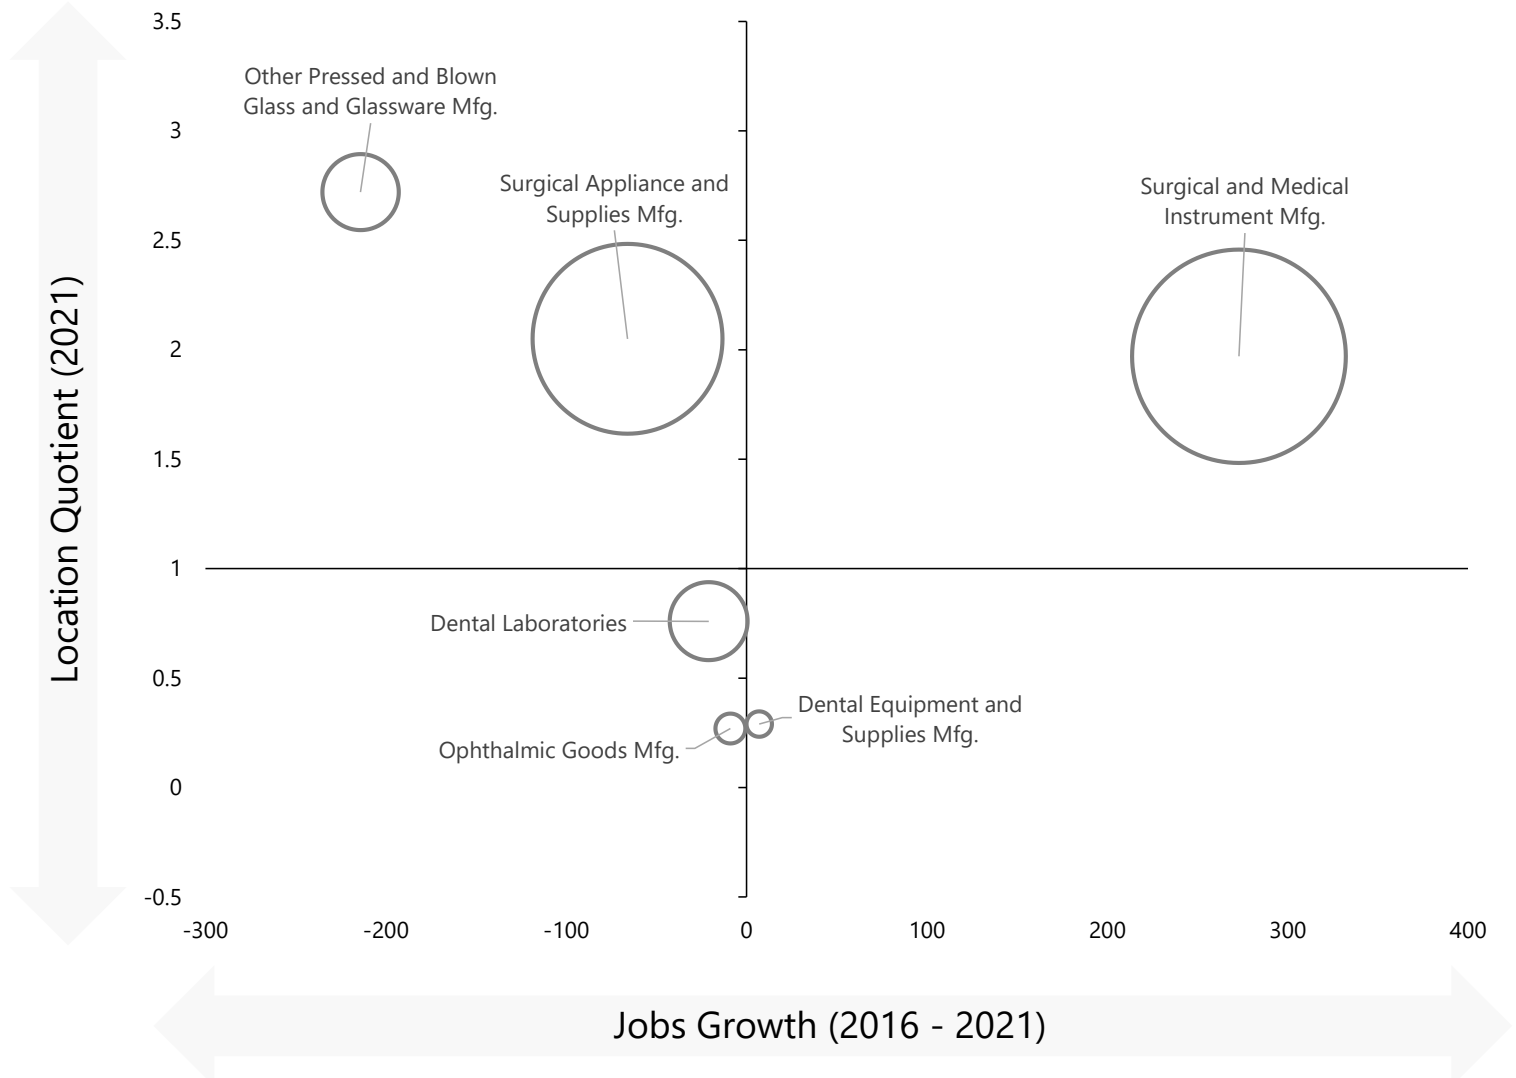 3.5
Other Pressed and Blown
Glass and Glassware Mfg.
3
Surgical Appliance and
Supplies Mfg.
Surgical and Medical
Instrument Mfg.
2.5
2
1.5
1
Dental Laboratories
0.5
Dental Equipment and
Supplies Mfg.
Ophthalmic Goods Mfg.
0
-0.5
Location Quotient (2021)
-300 -200 -100 0 100 200 300 400
Jobs Growth (2016 - 2021)